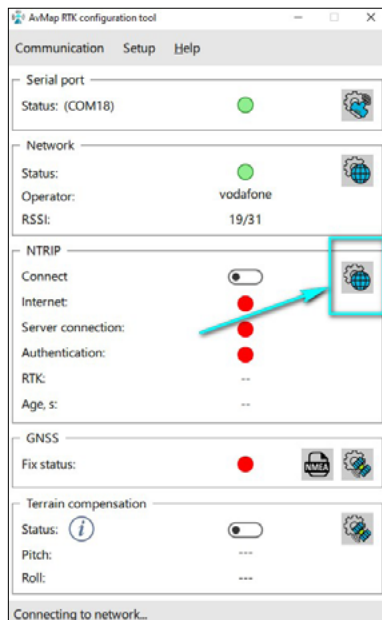 AvMap RTK configuration tool
Communication Setup Help
Serial port
Status: (COM18)
Network
Status:
Operator: vodafone
RSSI: 19/31
NTRIP
Connect
Internet:
Server connection:
Authentication:
RTK: --
Age, s: --
GNSS
Fix status: NMEA
Terrain compensation
Status: i
Pitch: ---
Roll: ---
Connecting to network...